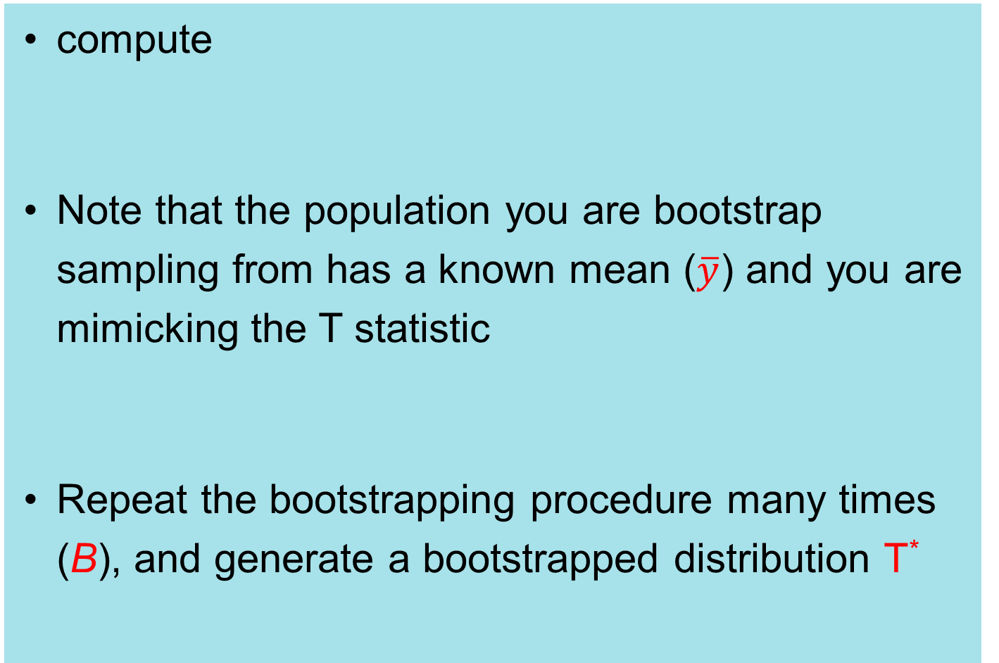 • compute
• Note that the population you are bootstrap
sampling from has a known mean (ȳ) and you are
mimicking the T statistic
• Repeat the bootstrapping procedure many times
(B), and generate a bootstrapped distribution T*